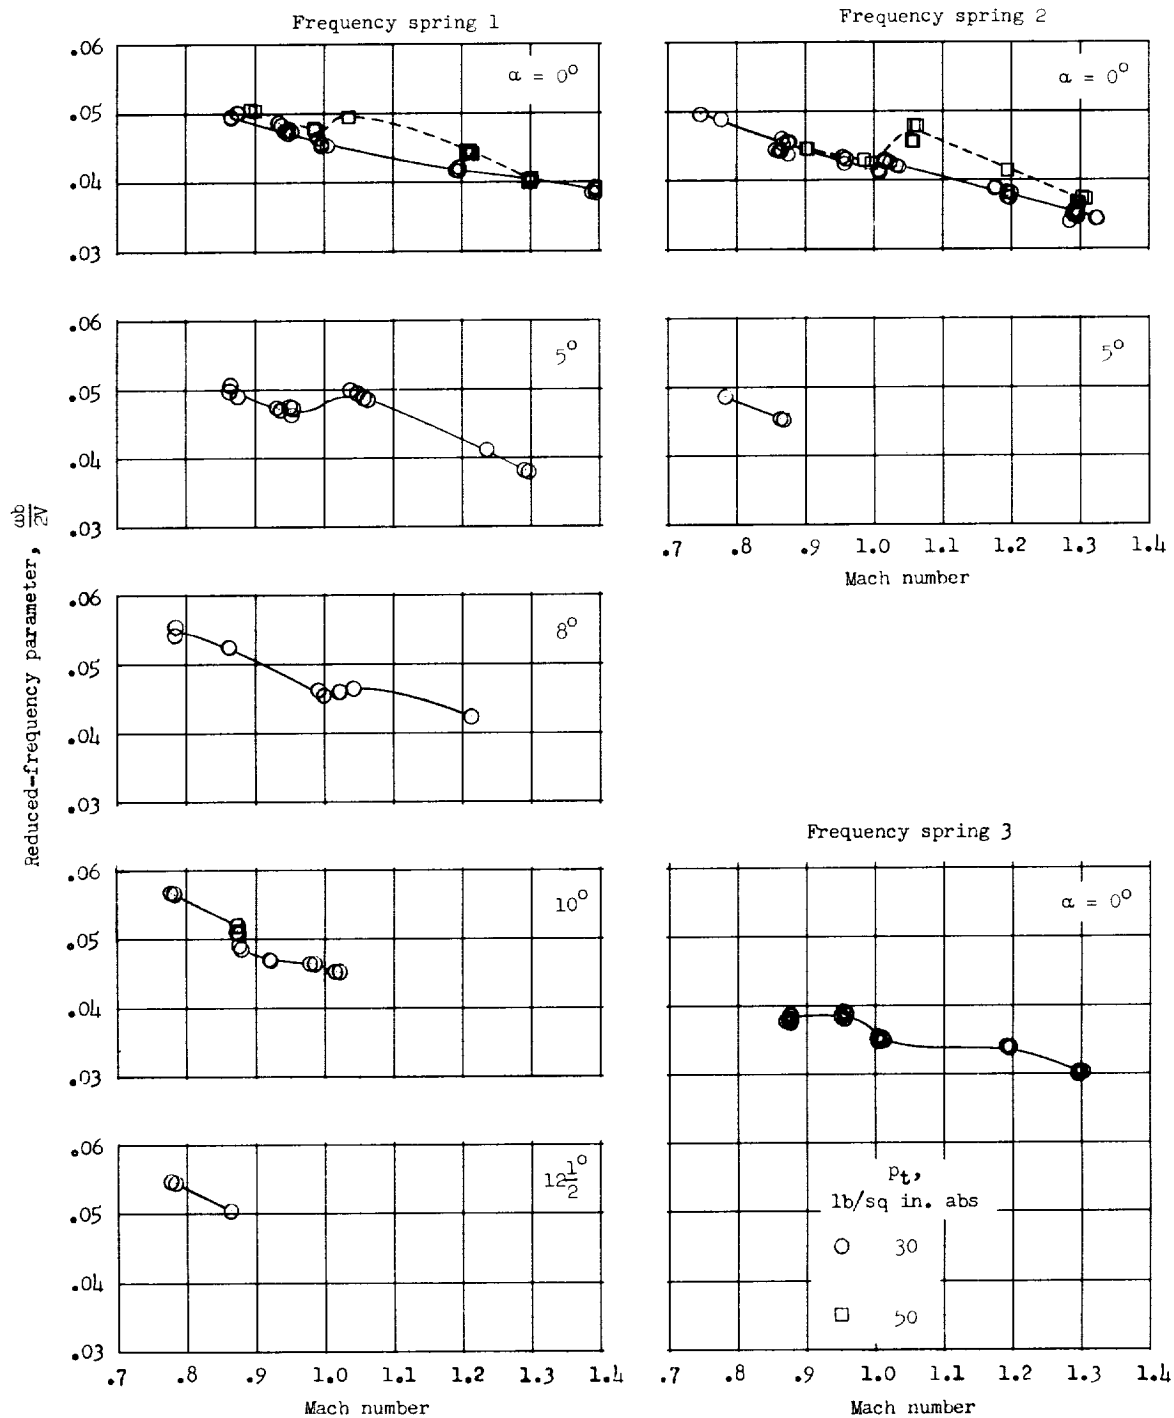 Frequency spring 1
.06
.05
.04
.03
α = 0°
.06
.05
.04
.03
5°
.06
.05
.04
.03
8°
.06
.05
.04
.03
10°
.06
.05
.04
.03
12 1/2°
.7 .8 .9 1.0 1.1 1.2 1.3 1.4
Mach number
Reduced-frequency parameter, ωb/2V
Frequency spring 2
α = 0°
5°
.7 .8 .9 1.0 1.1 1.2 1.3 1.4
Mach number
Frequency spring 3
α = 0°
pt,
lb/sq in. abs
30
50
.7 .8 .9 1.0 1.1 1.2 1.3 1.4
Mach number